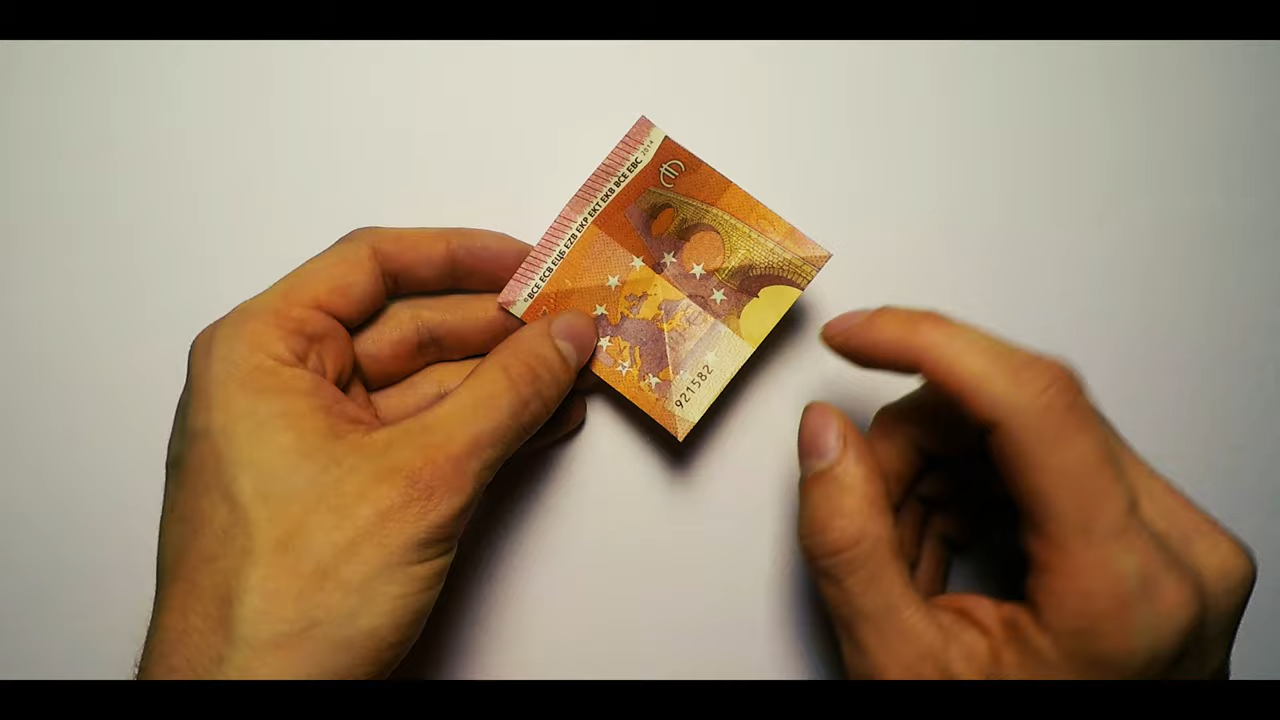 ©BCE ECB ЕЦБ EZB EKP EKT EKB BCE EBC 2014
921582